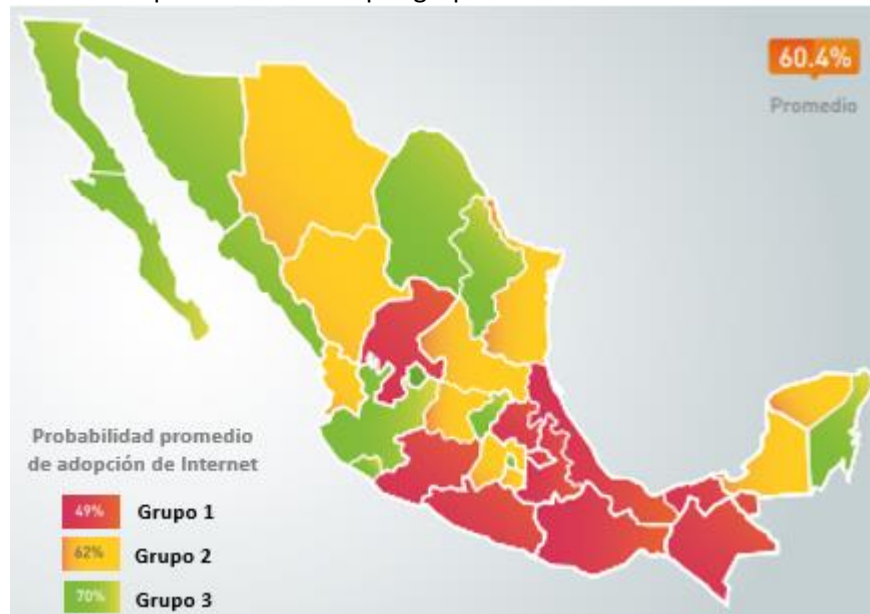 60.4%
Promedio
Probabilidad promedio
de adopción de Internet
49% Grupo 1
62% Grupo 2
70% Grupo 3